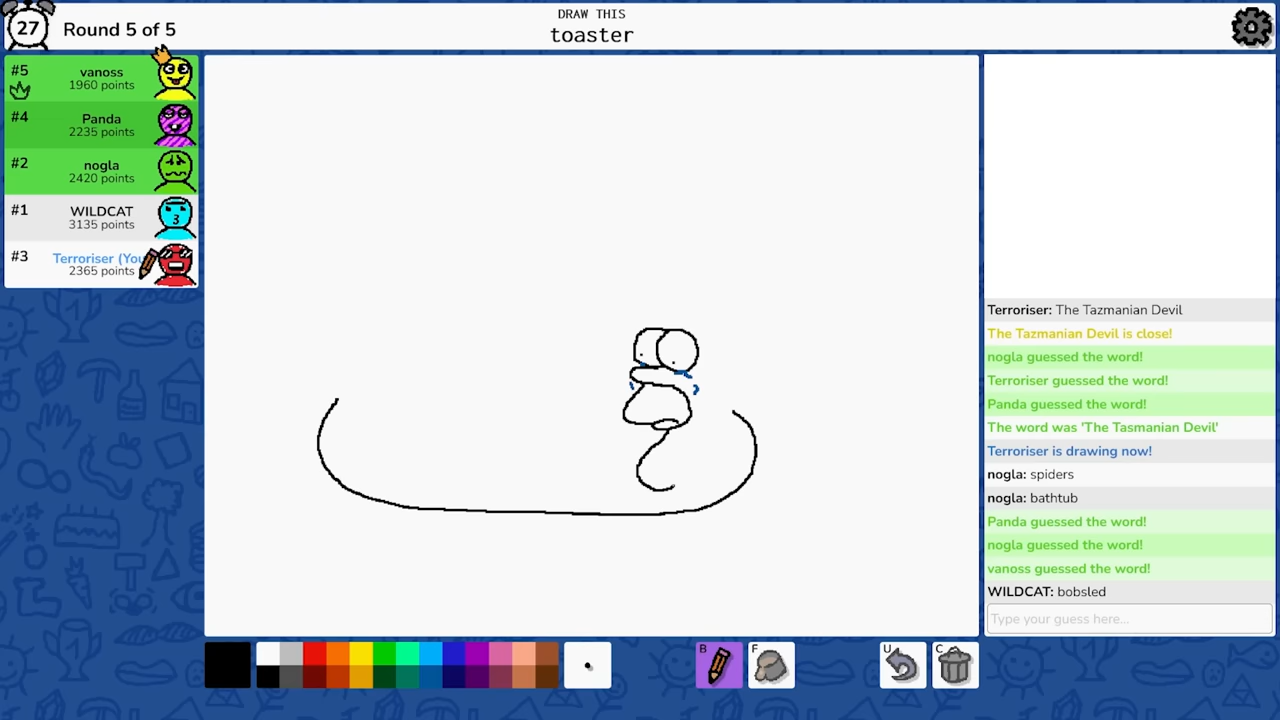 27
Round 5 of 5
DRAW THIS
toaster
#5
vanoss
1960 points
#4
Panda
2235 points
#2
nogla
2420 points
#1
WILDCAT
3135 points
#3
Terroriser (You
2365 points
Terroriser: The Tazmanian Devil
The Tazmanian Devil is close!
nogla guessed the word!
Terroriser guessed the word!
Panda guessed the word!
The word was 'The Tasmanian Devil'
Terroriser is drawing now!
nogla: spiders
nogla: bathtub
Panda guessed the word!
nogla guessed the word!
vanoss guessed the word!
WILDCAT: bobsled
Type your guess here...
B
F
U
C